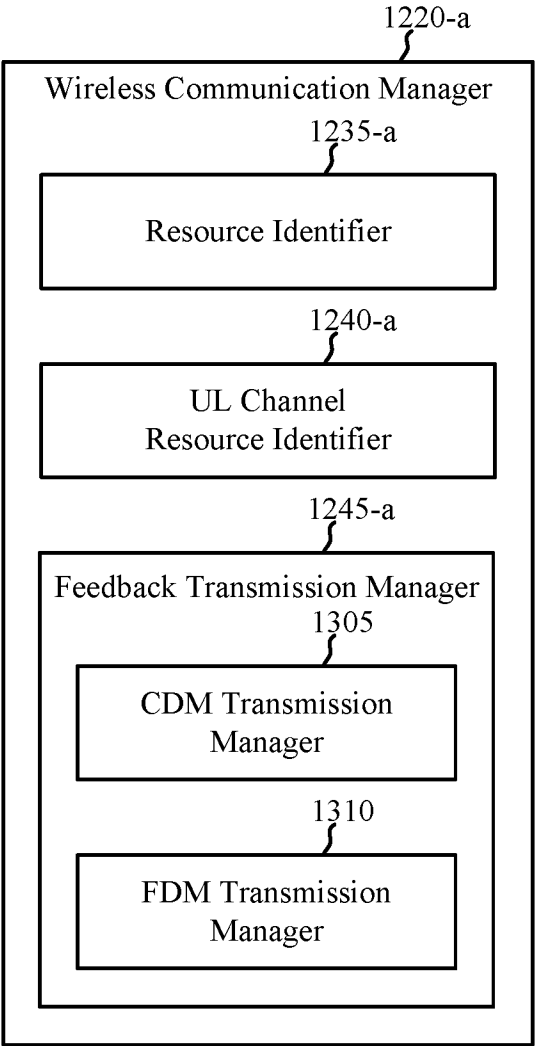 1220-a
Wireless Communication Manager
1235-a
Resource Identifier
1240-a
UL Channel
Resource Identifier
1245-a
Feedback Transmission Manager
1305
CDM Transmission
Manager
1310
FDM Transmission
Manager